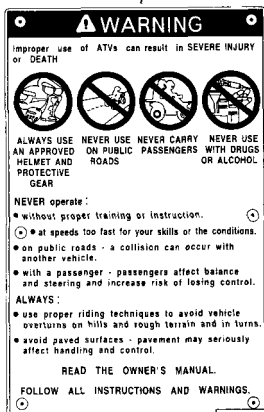 WARNING
Improper use of ATVs can result in SEVERE INJURY
or DEATH
ALWAYS USE
AN APPROVED
HELMET AND
PROTECTIVE
GEAR
NEVER USE
ON PUBLIC
ROADS
NEVER CARRY
PASSENGERS
NEVER USE
WITH DRUGS
OR ALCOHOL
NEVER operate:
• without proper training or instruction.
• at speeds too fast for your skills or the conditions.
• on public roads - a collision can occur with
another vehicle.
• with a passenger - passengers affect balance
and steering and increase risk of losing control.
ALWAYS:
• use proper riding techniques to avoid vehicle
overturns on hills and rough terrain and in turns.
• avoid paved surfaces - pavement may seriously
affect handling and control.
READ THE OWNER'S MANUAL.
FOLLOW ALL INSTRUCTIONS AND WARNINGS.